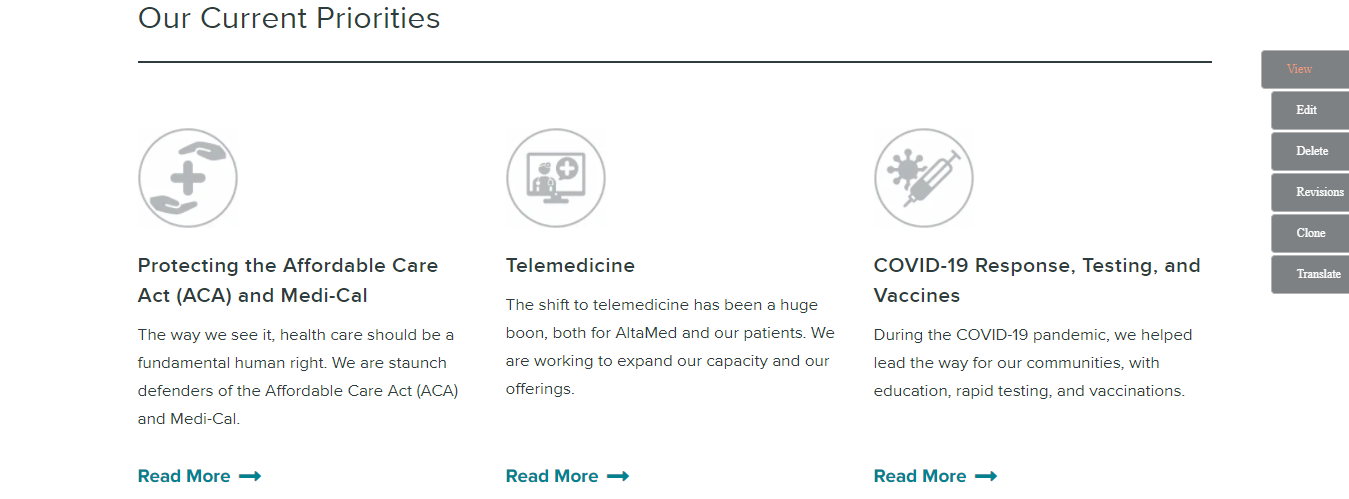 Our Current Priorities
View
Edit
Delete
Revisions
Clone
Translate
Protecting the Affordable Care
Act (ACA) and Medi-Cal
The way we see it, health care should be a
fundamental human right. We are staunch
defenders of the Affordable Care Act (ACA)
and Medi-Cal.
Read More
Telemedicine
The shift to telemedicine has been a huge
boon, both for AltaMed and our patients. We
are working to expand our capacity and our
offerings.
Read More
COVID-19 Response, Testing, and
Vaccines
During the COVID-19 pandemic, we helped
lead the way for our communities, with
education, rapid testing, and vaccinations.
Read More